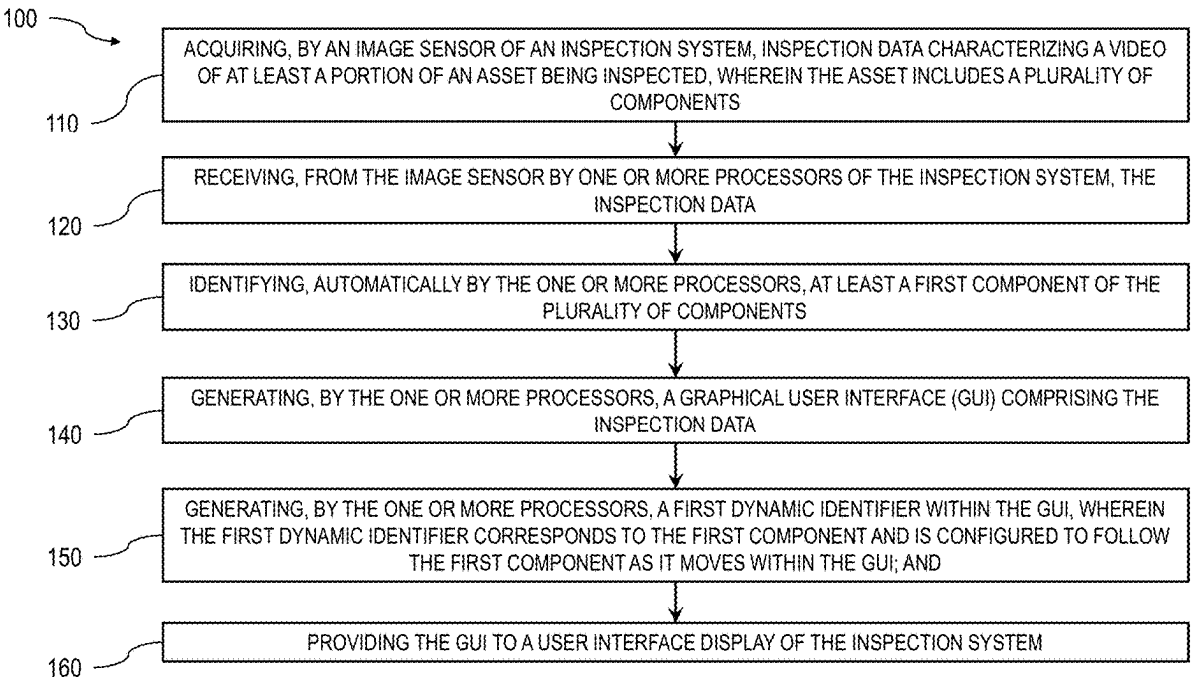 100
ACQUIRING, BY AN IMAGE SENSOR OF AN INSPECTION SYSTEM, INSPECTION DATA CHARACTERIZING A VIDEO
OF AT LEAST A PORTION OF AN ASSET BEING INSPECTED, WHEREIN THE ASSET INCLUDES A PLURALITY OF
COMPONENTS
110
RECEIVING, FROM THE IMAGE SENSOR BY ONE OR MORE PROCESSORS OF THE INSPECTION SYSTEM, THE
INSPECTION DATA
120
IDENTIFYING, AUTOMATICALLY BY THE ONE OR MORE PROCESSORS, AT LEAST A FIRST COMPONENT OF THE
PLURALITY OF COMPONENTS
130
GENERATING, BY THE ONE OR MORE PROCESSORS, A GRAPHICAL USER INTERFACE (GUI) COMPRISING THE
INSPECTION DATA
140
GENERATING, BY THE ONE OR MORE PROCESSORS, A FIRST DYNAMIC IDENTIFIER WITHIN THE GUI, WHEREIN
THE FIRST DYNAMIC IDENTIFIER CORRESPONDS TO THE FIRST COMPONENT AND IS CONFIGURED TO FOLLOW
THE FIRST COMPONENT AS IT MOVES WITHIN THE GUI; AND
150
PROVIDING THE GUI TO A USER INTERFACE DISPLAY OF THE INSPECTION SYSTEM
160